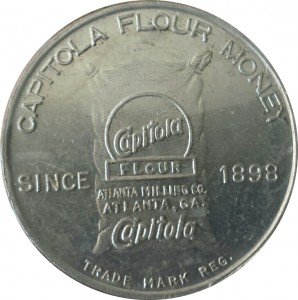 CAPITOLA FLOUR MONEY
Capitola
FLOUR
SINCE 1898
ATLANTA MILLING CO.
ATLANTA, GA.
Capitola
TRADE MARK REG.